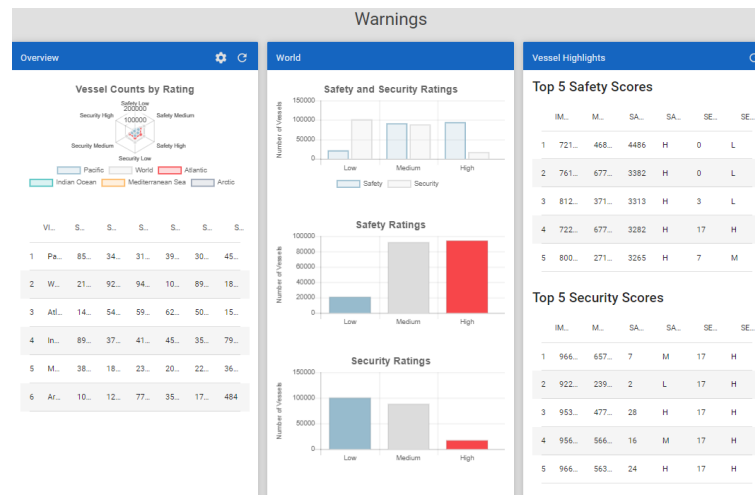 Warnings
Overview
Vessel Counts by Rating
Safety Low
200000
Security High
Safety Medium
100000
Security Medium
Safety High
Security Low
Pacific World Atlantic
Indian Ocean Mediterranean Sea Arctic
VI... S... S... S... S... S... S...
1 Pa... 85... 34... 31... 39... 30... 45...
2 W... 21... 92... 94... 10... 89... 18...
3 Atl... 14... 54... 59... 62... 50... 15...
4 In... 89... 37... 41... 45... 35... 79...
5 M... 38... 18... 23... 20... 22... 36...
6 Ar... 10... 12... 77... 35... 17... 484
World
Safety and Security Ratings
Number of Vessels
150000
100000
50000
0
Low Medium High
Safety Security
Safety Ratings
Number of Vessels
100000
80000
60000
40000
20000
0
Low Medium High
Security Ratings
Number of Vessels
150000
100000
50000
0
Low Medium High
Vessel Highlights
Top 5 Safety Scores
IM... M... SA... SA... SE... SE...
1 721... 468... 4486 H 0 L
2 761... 677... 3382 H 0 L
3 812... 371... 3313 H 3 L
4 722... 677... 3282 H 17 H
5 800... 271... 3265 H 7 M
Top 5 Security Scores
IM... M... SA... SA... SE... SE...
1 966... 657... 7 M 17 H
2 922... 239... 2 L 17 H
3 953... 477... 28 H 17 H
4 956... 566... 16 M 17 H
5 966... 563... 24 H 17 H